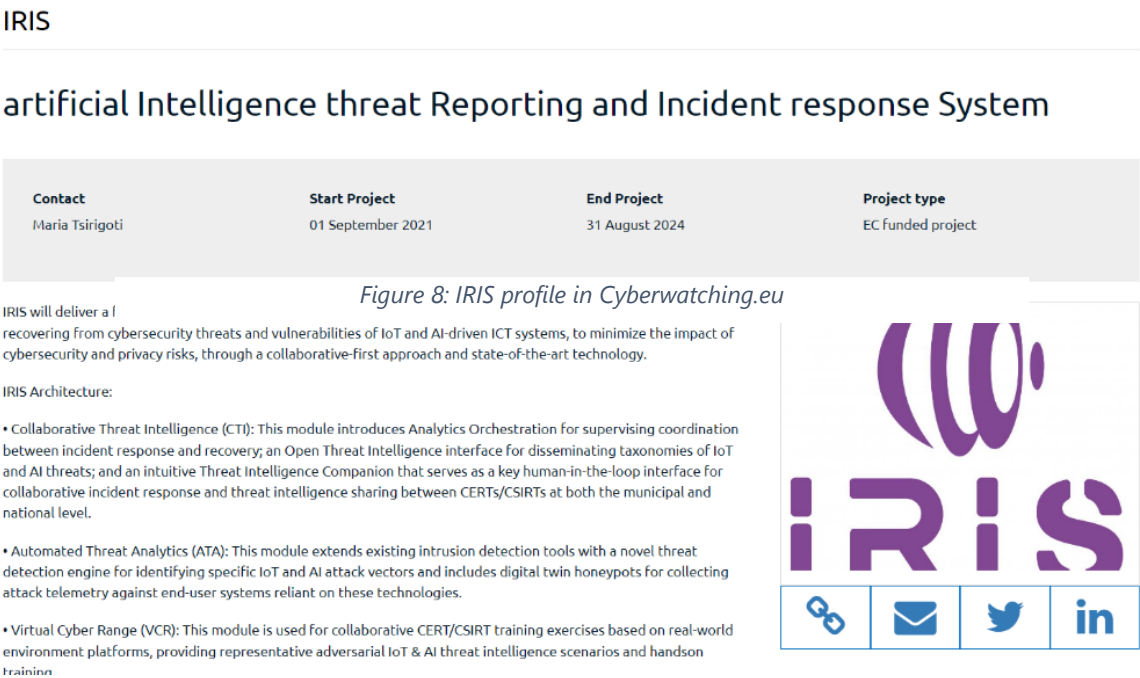 IRIS
artificial Intelligence threat Reporting and Incident response System
Contact
Maria Tsirigoti
Start Project
01 September 2021
End Project
31 August 2024
Project type
EC funded project
Figure 8: IRIS profile in Cyberwatching.eu
IRIS will deliver a
recovering from cybersecurity threats and vulnerabilities of IoT and AI-driven ICT systems, to minimize the impact of
cybersecurity and privacy risks, through a collaborative-first approach and state-of-the-art technology.
IRIS Architecture:
• Collaborative Threat Intelligence (CTI): This module introduces Analytics Orchestration for supervising coordination
between incident response and recovery; an Open Threat Intelligence interface for disseminating taxonomies of IoT
and AI threats; and an intuitive Threat Intelligence Companion that serves as a key human-in-the-loop interface for
collaborative incident response and threat intelligence sharing between CERTs/CSIRTs at both the municipal and
national level.
• Automated Threat Analytics (ATA): This module extends existing intrusion detection tools with a novel threat
detection engine for identifying specific IoT and AI attack vectors and includes digital twin honeypots for collecting
attack telemetry against end-user systems reliant on these technologies.
• Virtual Cyber Range (VCR): This module is used for collaborative CERT/CSIRT training exercises based on real-world
environment platforms, providing representative adversarial IoT & AI threat intelligence scenarios and handson
training
IRIS
in